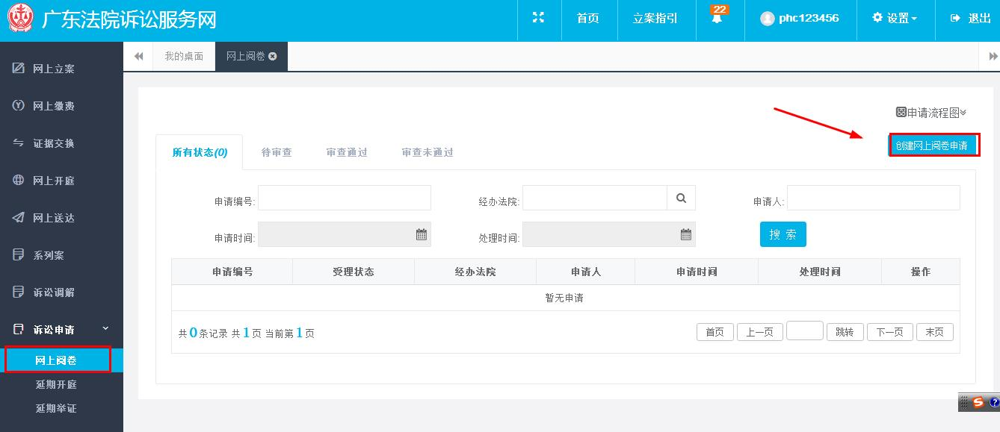 广东法院诉讼服务网
首页
立案指引
22
phc123456
设置
退出
我的桌面
网上阅卷
网上立案
网上缴费
证据交换
网上开庭
网上送达
系列案
诉讼调解
诉讼申请
网上阅卷
延期开庭
延期举证
申请流程图
创建网上阅卷申请
所有状态(0) 待审查 审查通过 审查未通过
申请编号: 经办法院: 申请人:
申请时间: 处理时间: 搜 索
申请编号 受理状态 经办法院 申请人 申请时间 处理时间 操作
暂无申请
共0条记录 共1页 当前第1页
首页 上一页 跳转 下一页 末页